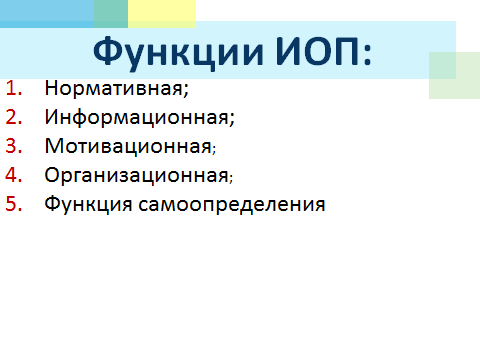 Функции ИОП:
1. Нормативная;
2. Информационная;
3. Мотивационная;
4. Организационная;
5. Функция самоопределения